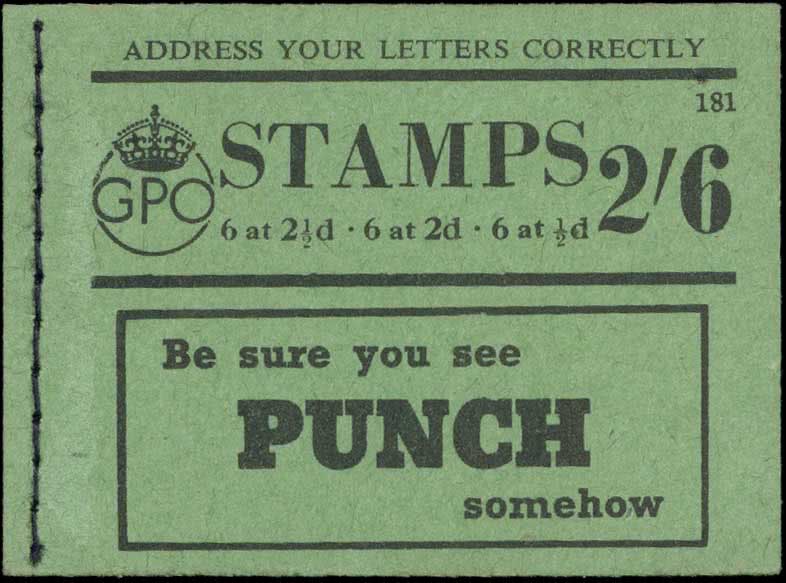 ADDRESS YOUR LETTERS CORRECTLY
181
GPO
STAMPS 2/6
6 at 2½d · 6 at 2d · 6 at ½d
Be sure you see
PUNCH
somehow